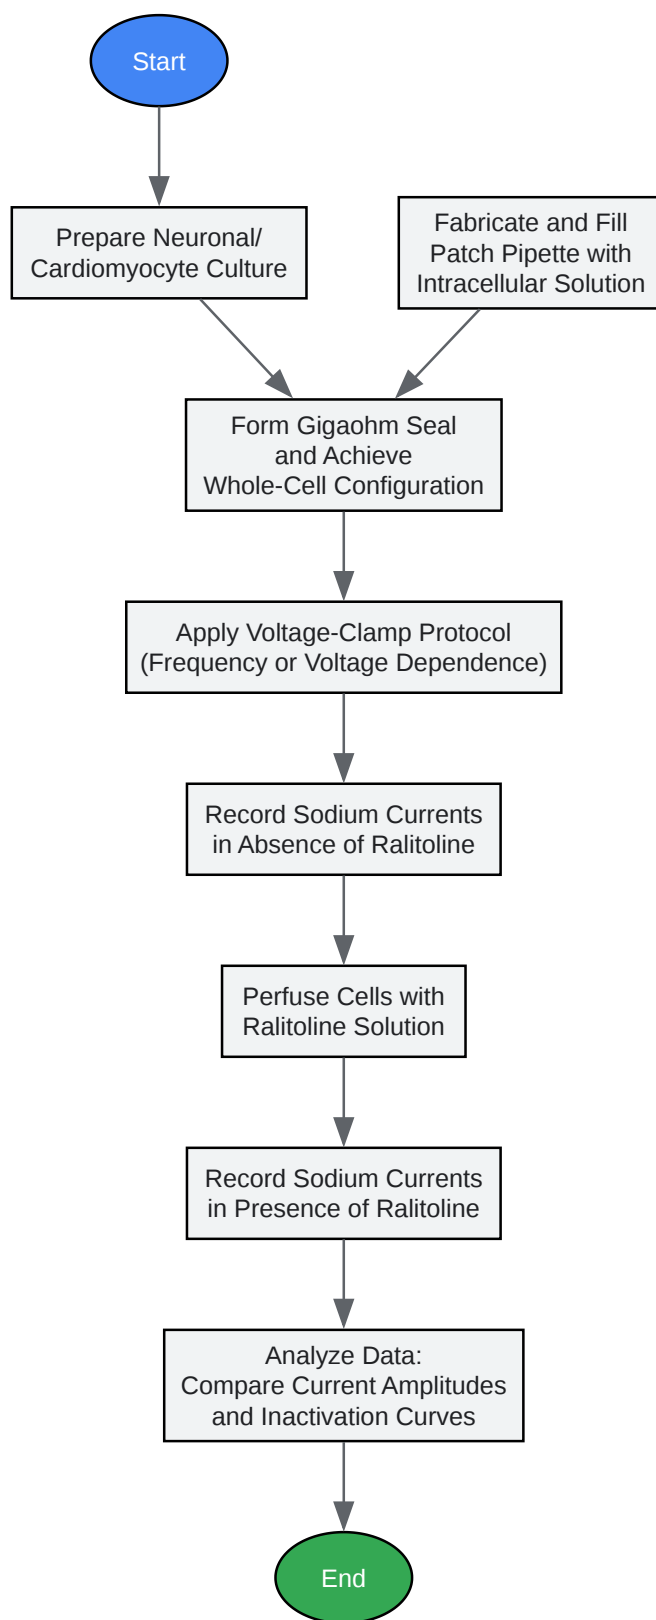 Start
Prepare Neuronal/
Cardiomyocyte Culture
Fabricate and Fill
Patch Pipette with
Intracellular Solution
Form Gigaohm Seal
and Achieve
Whole-Cell Configuration
Apply Voltage-Clamp Protocol
(Frequency or Voltage Dependence)
Record Sodium Currents
in Absence of Ralitoline
Perfuse Cells with
Ralitoline Solution
Record Sodium Currents
in Presence of Ralitoline
Analyze Data:
Compare Current Amplitudes
and Inactivation Curves
End